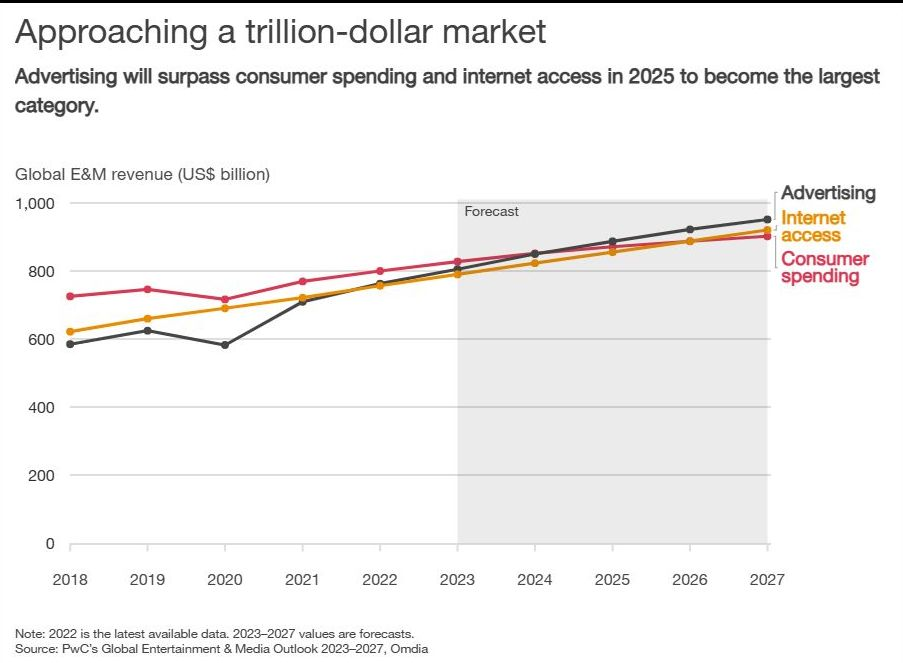 Approaching a trillion-dollar market
Advertising will surpass consumer spending and internet access in 2025 to become the largest
category.
Global E&M revenue (US$ billion)
1,000
Forecast
Advertising
Internet
access
Consumer
spending
800
600
400
200
0
2018 2019 2020 2021 2022 2023 2024 2025 2026 2027
Note: 2022 is the latest available data. 2023–2027 values are forecasts.
Source: PwC's Global Entertainment & Media Outlook 2023–2027, Omdia